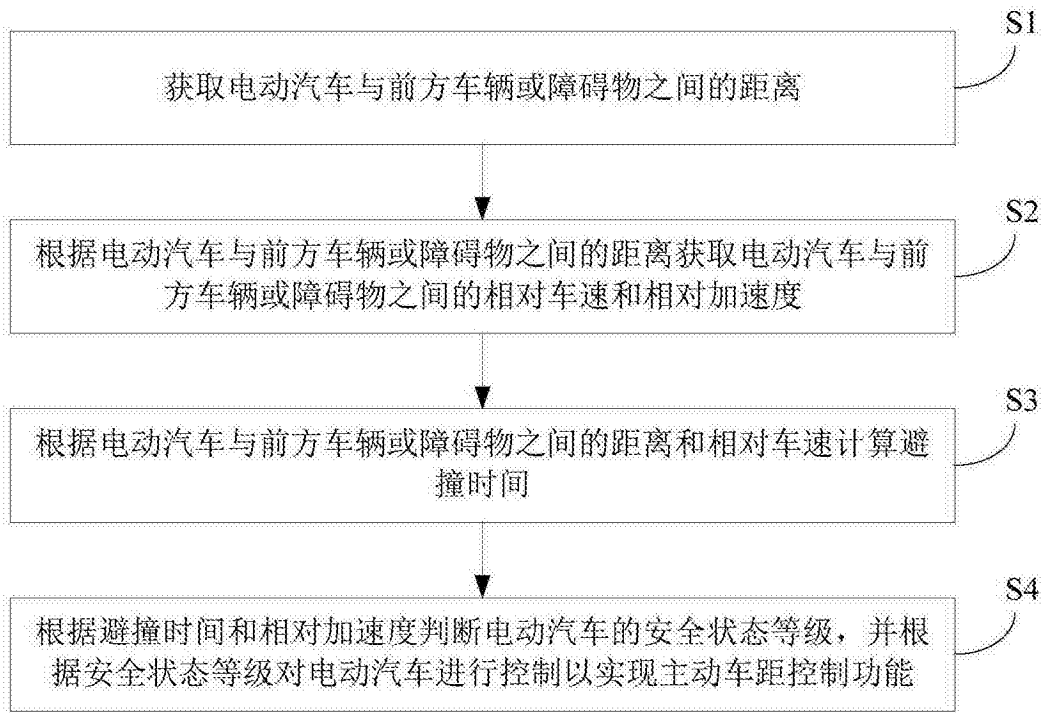 S1
获取电动汽车与前方车辆或障碍物之间的距离
S2
根据电动汽车与前方车辆或障碍物之间的距离获取电动汽车与前
方车辆或障碍物之间的相对车速和相对加速度
S3
根据电动汽车与前方车辆或障碍物之间的距离和相对车速计算避
撞时间
S4
根据避撞时间和相对加速度判断电动汽车的安全状态等级，并根
据安全状态等级对电动汽车进行控制以实现主动车距控制功能